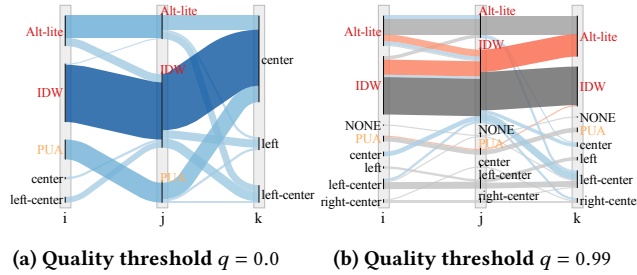 Alt-lite
IDW
PUA
center
left-center
Alt-lite
IDW
PUA
center
left
left-center
i
j
k
Alt-lite
IDW
NONE
PUA
center
left
left-center
right-center
Alt-lite
IDW
NONE
PUA
center
left-center
right-center
Alt-lite
IDW
NONE
PUA
center
left
left-center
right-center
i
j
k
(a) Quality threshold q = 0.0
(b) Quality threshold q = 0.99